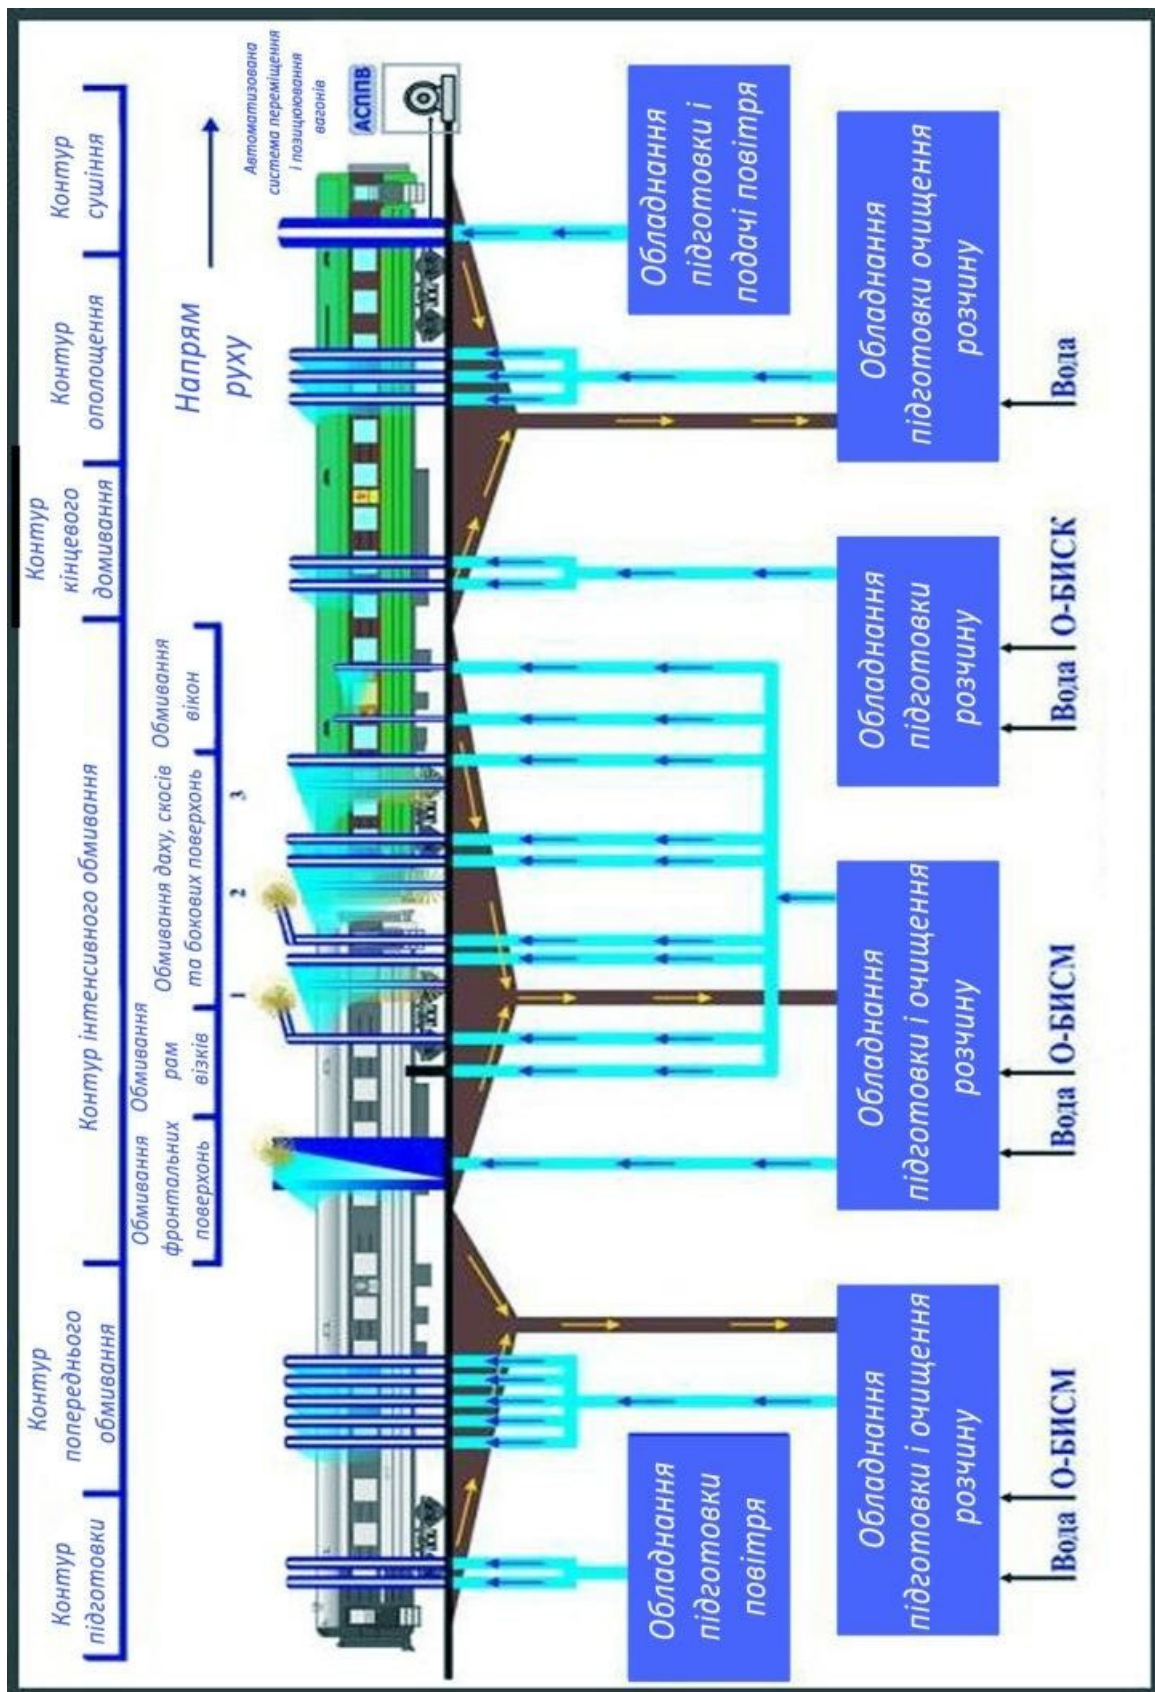 Контур
підготовки
Контур
попереднього
обмивання
Контур інтенсивного обмивання
Контур
кінцевого
домивання
Контур
ополощення
Контур
сушіння
Обмивання
фронтальних
поверхонь
Обмивання
рам
візків
Обмивання даху, скосів
та бокових поверхонь
Обмивання
вікон
1
2
3
Напрям
руху
Автоматизована
система переміщення
і позицюювання
вагонів
АСППВ
Обладнання
підготовки
повітря
Обладнання
підготовки і
подачі повітря
Обладнання
підготовки і очищення
розчину
Обладнання
підготовки і очищення
розчину
Обладнання
підготовки
розчину
Обладнання
підготовки очищення
розчину
Вода
О-БИСМ
Вода
О-БИСМ
Вода
О-БИСК
Вода